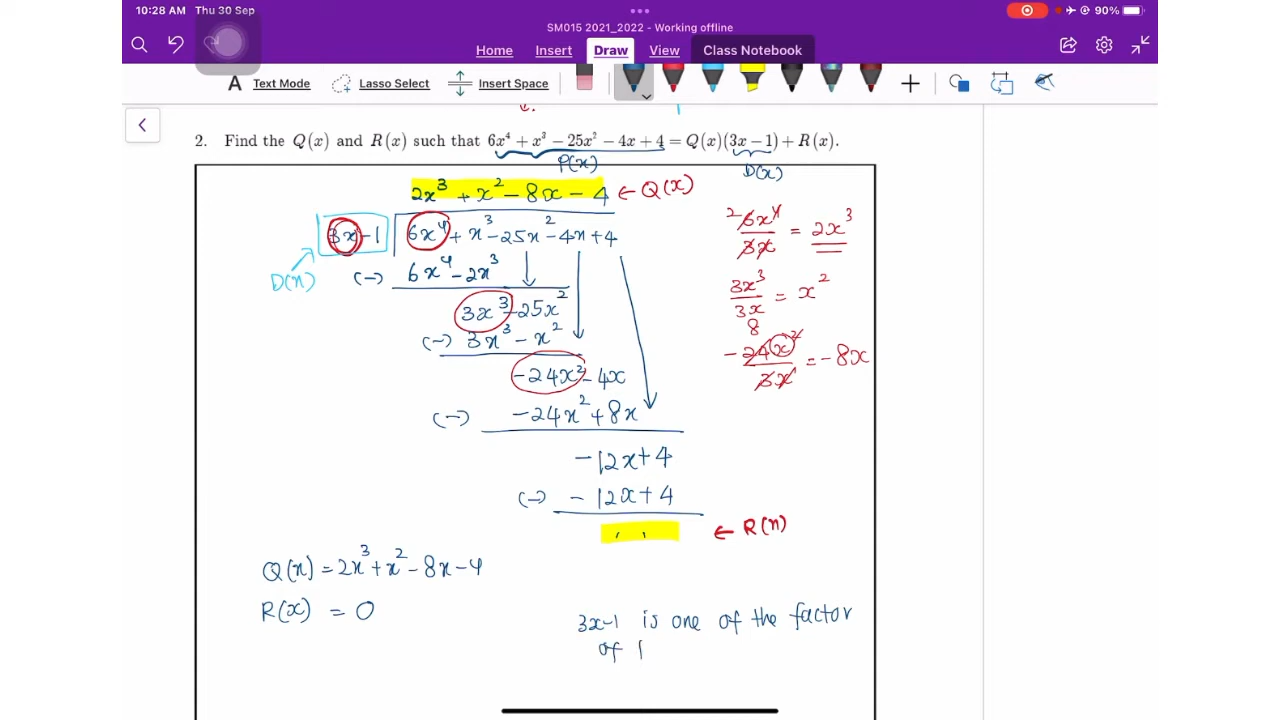 10:28 AM Thu 30 Sep
90%
SM015 2021_2022 - Working offline
Home Insert Draw View Class Notebook
A Text Mode Lasso Select Insert Space
2. Find the Q(x) and R(x) such that 6x⁴ + x³ − 25x² − 4x + 4 = Q(x)(3x − 1) + R(x).
P(x) D(x)
2x³ + x² − 8x − 4 ← Q(x)
3x − 1 6x⁴ + x³ − 25x² − 4x + 4
D(x)
(−) 6x⁴ − 2x³
3x³ − 25x²
(−) 3x³ − x²
−24x² − 4x
(−) −24x² + 8x
−12x + 4
(−) −12x + 4
← R(x)
2 6x⁴ / 3x = 2x³
3x³ / 3x = x²
8
−24x² / 3x = −8x
Q(x) = 2x³ + x² − 8x − 4
R(x) = 0
3x−1 is one of the factor
of